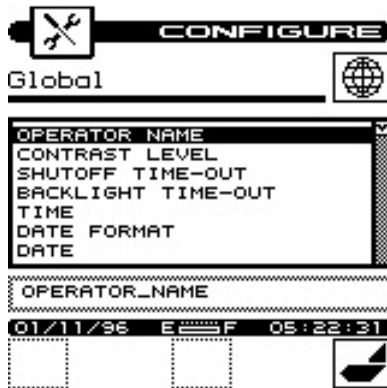 CONFIGURE
Global
OPERATOR NAME
CONTRAST LEVEL
SHUTOFF TIME-OUT
BACKLIGHT TIME-OUT
TIME
DATE FORMAT
DATE
OPERATOR_NAME
01/11/96 E F 05:22:31